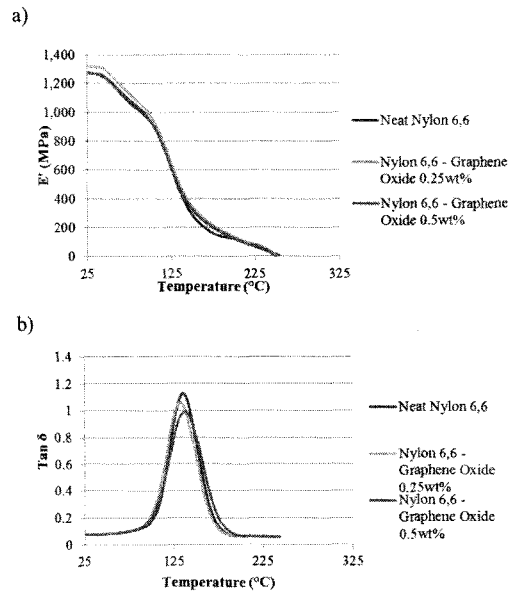 a)
1,400
1,200
1,000
800
600
400
200
0
E' (MPa)
25
125
225
325
Temperature (°C)
Neat Nylon 6,6
Nylon 6,6 - Graphene
Oxide 0.25wt%
Nylon 6,6 - Graphene
Oxide 0.5wt%
b)
1.4
1.2
1
0.8
0.6
0.4
0.2
0
Tan δ
25
125
225
325
Temperature (°C)
Neat Nylon 6,6
Nylon 6,6 -
Graphene Oxide
0.25wt%
Nylon 6,6 -
Graphene Oxide
0.5wt%